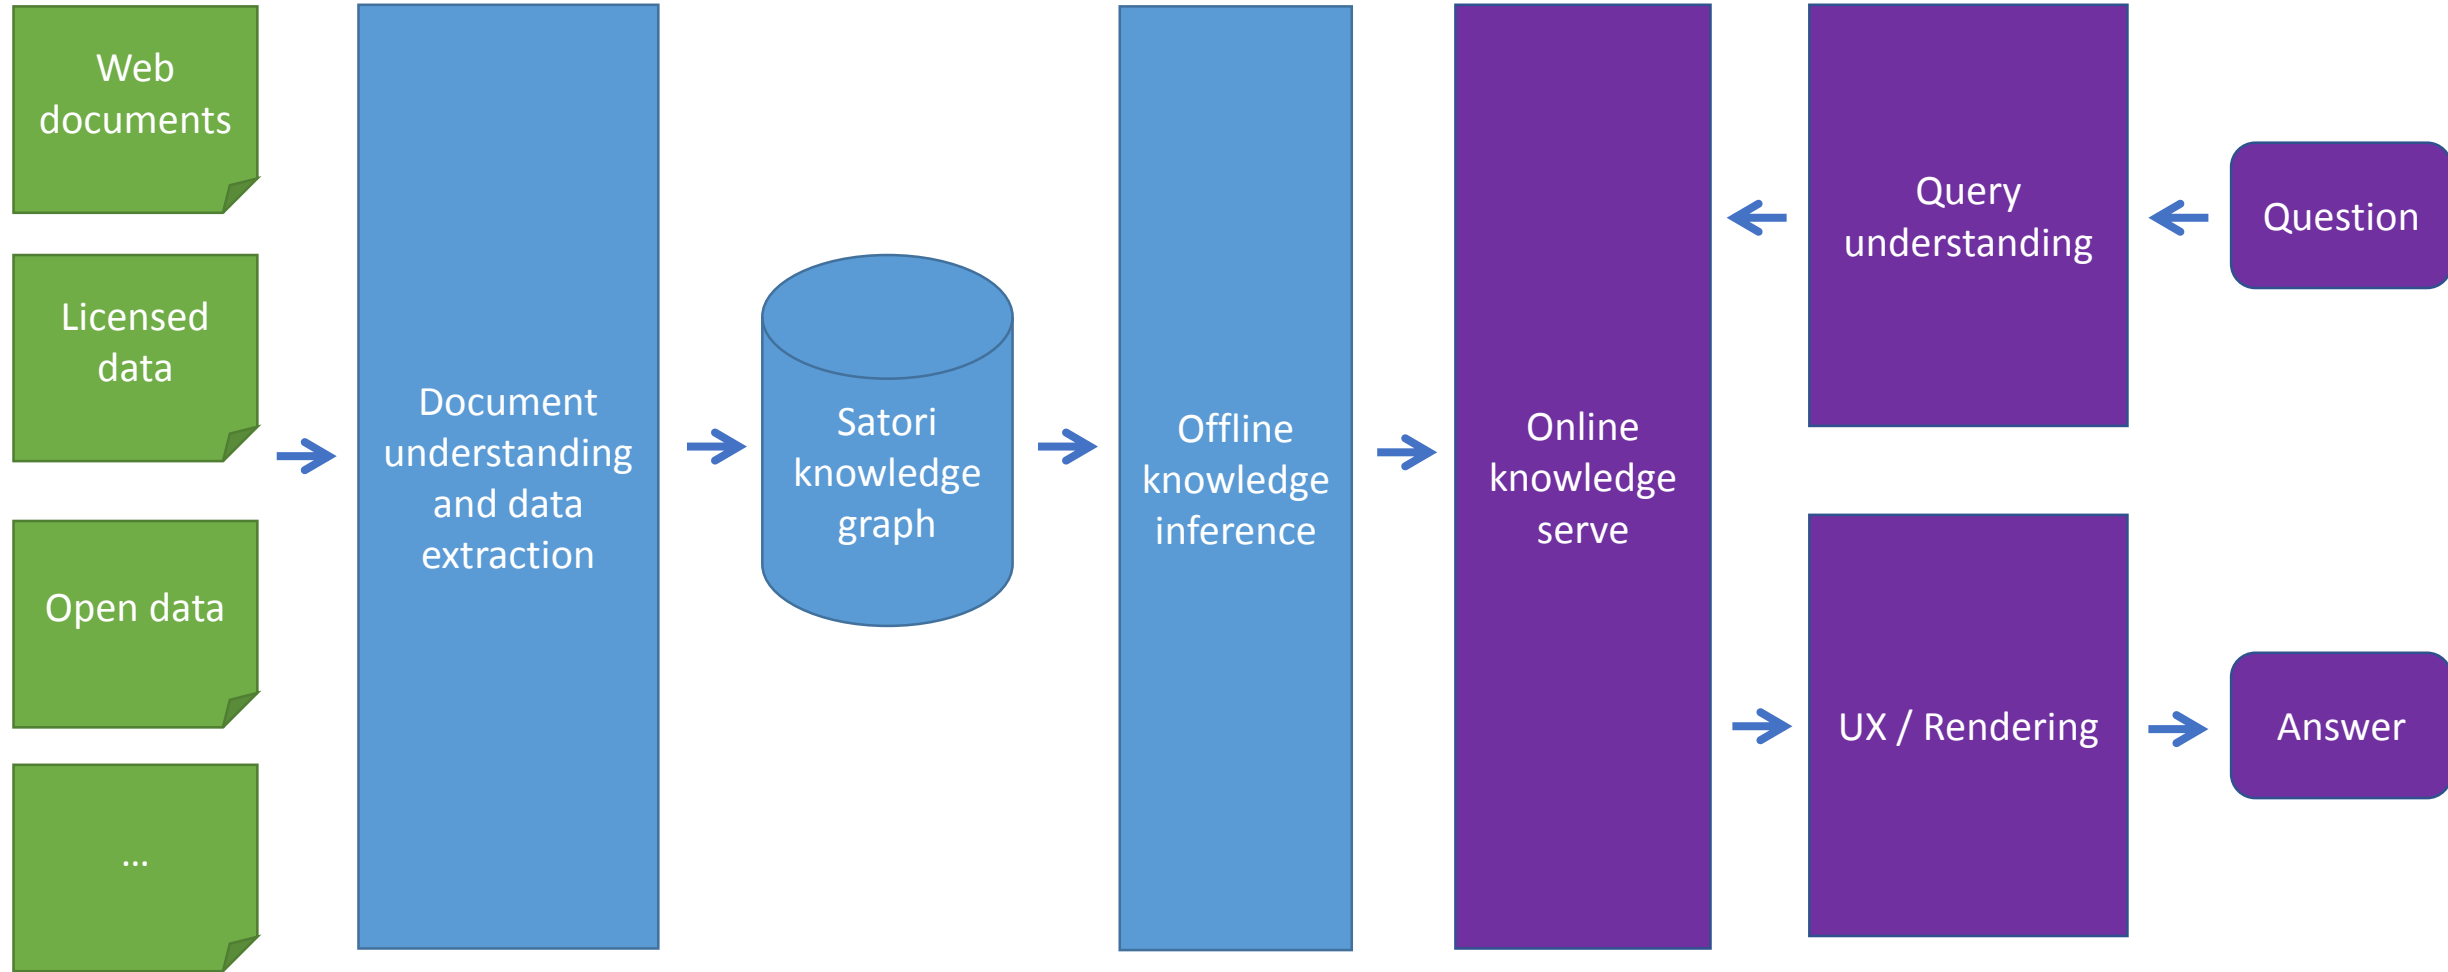 Web
documents
Licensed
data
Open data
...
Document
understanding
and data
extraction
Satori
knowledge
graph
Offline
knowledge
inference
Online
knowledge
serve
Query
understanding
Question
UX / Rendering
Answer